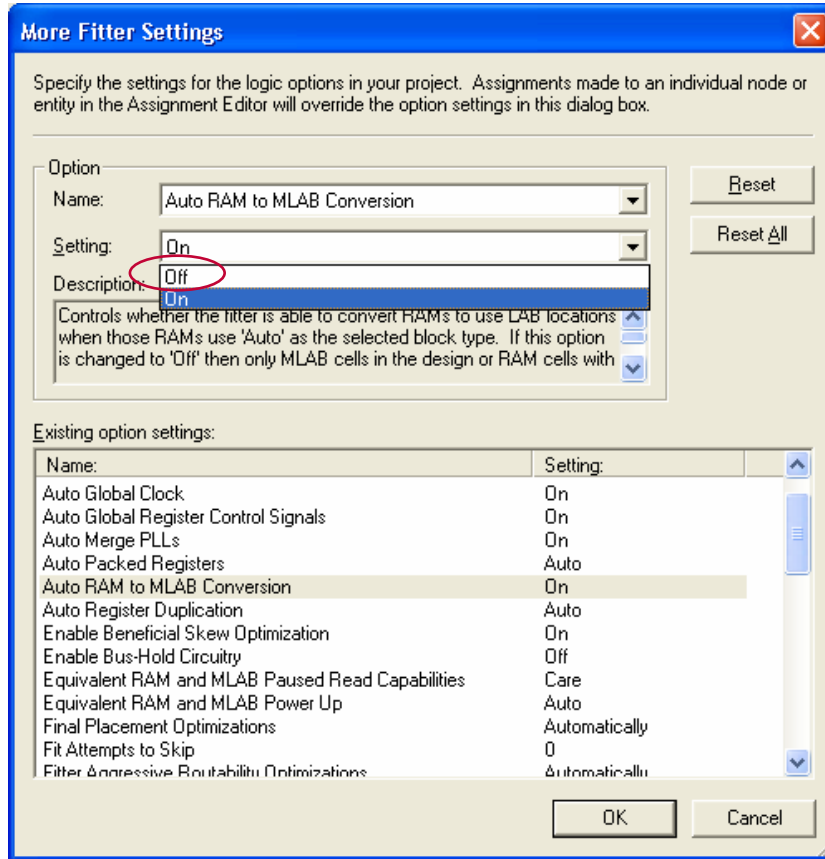 More Fitter Settings
Specify the settings for the logic options in your project. Assignments made to an individual node or
entity in the Assignment Editor will override the option settings in this dialog box.
Option
Name: Auto RAM to MLAB Conversion
Reset
Setting: On
Reset All
Off
Description:
On
Controls whether the fitter is able to convert RAMs to use LAB locations
when those RAMs use 'Auto' as the selected block type. If this option
is changed to 'Off' then only MLAB cells in the design or RAM cells with
Existing option settings:
Name: Setting:
Auto Global Clock On
Auto Global Register Control Signals On
Auto Merge PLLs On
Auto Packed Registers Auto
Auto RAM to MLAB Conversion On
Auto Register Duplication Auto
Enable Beneficial Skew Optimization On
Enable Bus-Hold Circuitry Off
Equivalent RAM and MLAB Paused Read Capabilities Care
Equivalent RAM and MLAB Power Up Auto
Final Placement Optimizations Automatically
Fit Attempts to Skip 0
Fitter Aggressive Routability Optimizations Automatically
OK Cancel